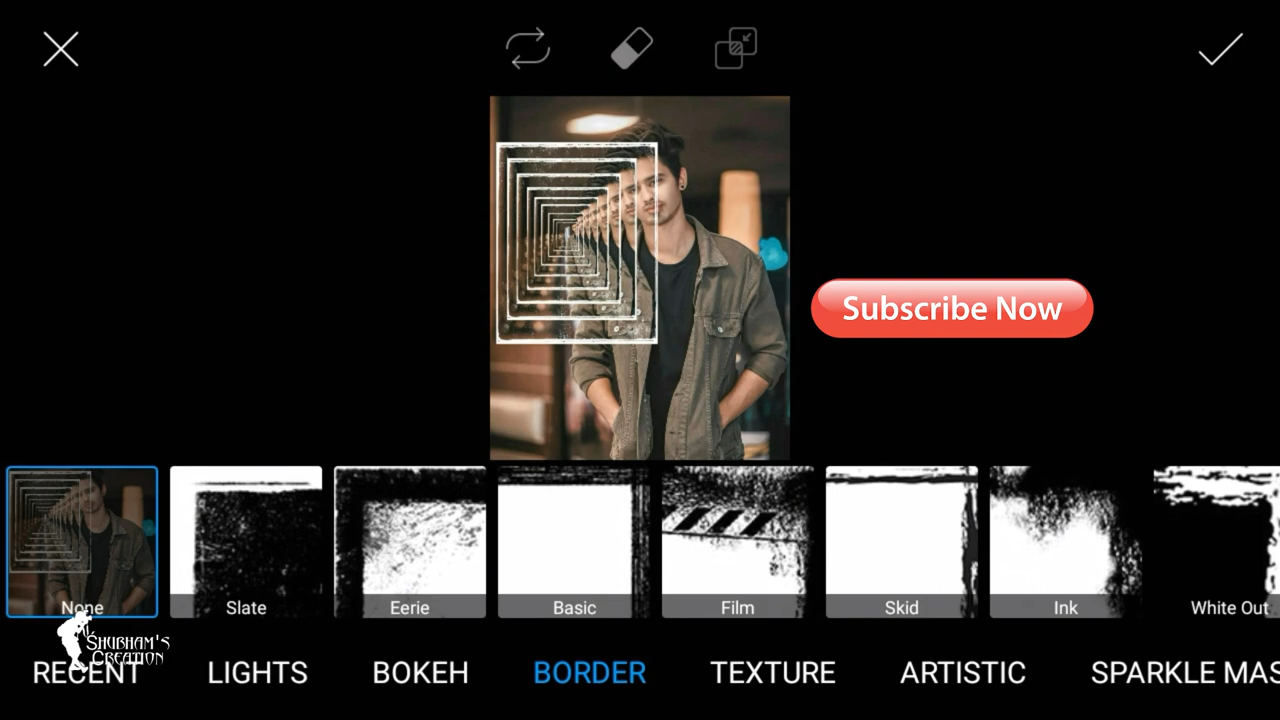 Subscribe Now
None
Slate
Eerie
Basic
Film
Skid
Ink
White Out
SHUBHAM'S
CREATION
RECENT
LIGHTS
BOKEH
BORDER
TEXTURE
ARTISTIC
SPARKLE MAS